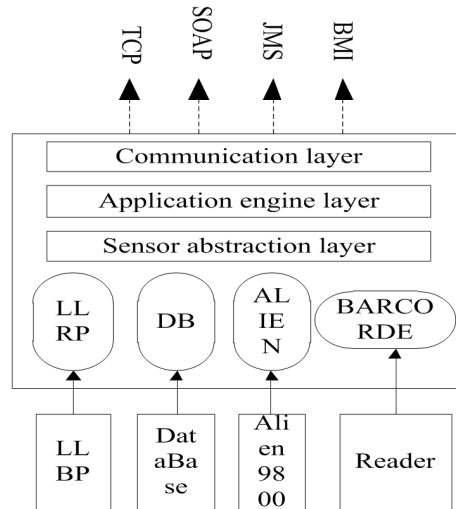 TCP
SOAP
JMS
BMI
Communication layer
Application engine layer
Sensor abstraction layer
LL
RP
DB
AL
IE
N
BARCO
RDE
LL
BP
Dat
aBa
se
Ali
en
98
00
Reader